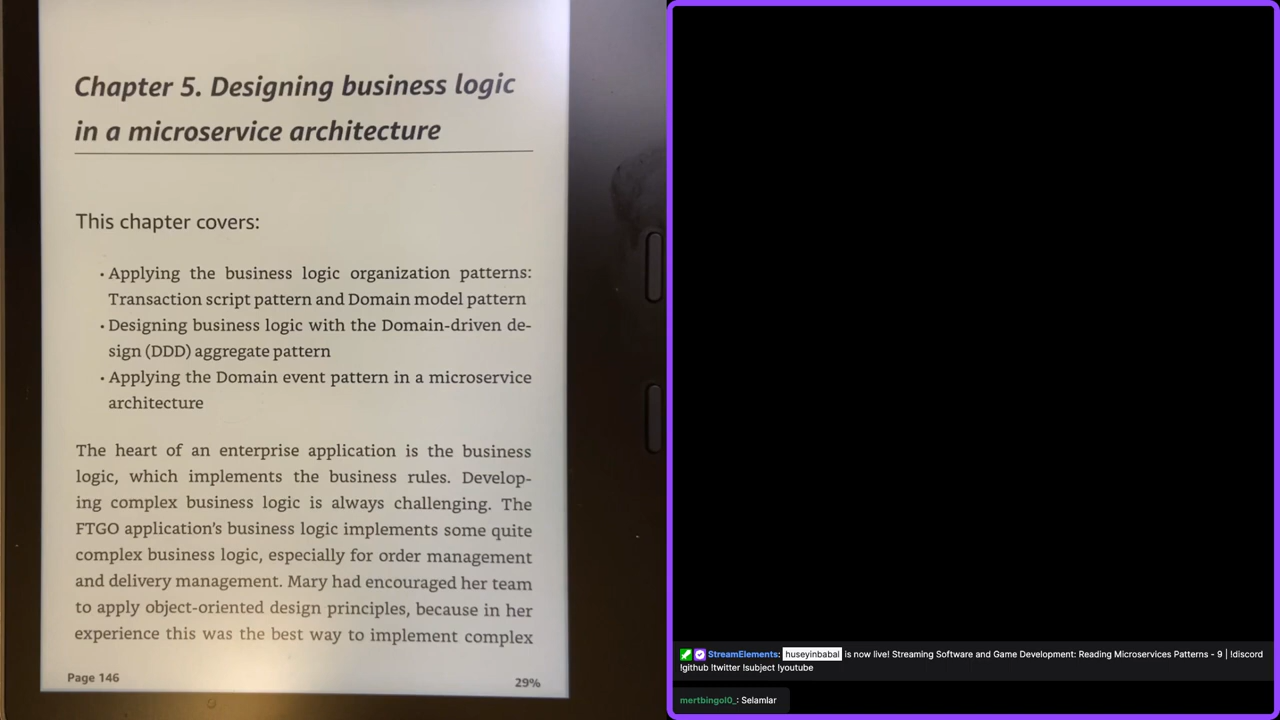 Chapter 5. Designing business logic
in a microservice architecture
This chapter covers:
• Applying the business logic organization patterns:
Transaction script pattern and Domain model pattern
• Designing business logic with the Domain-driven de-
sign (DDD) aggregate pattern
• Applying the Domain event pattern in a microservice
architecture
The heart of an enterprise application is the business
logic, which implements the business rules. Develop-
ing complex business logic is always challenging. The
FTGO application's business logic implements some quite
complex business logic, especially for order management
and delivery management. Mary had encouraged her team
to apply object-oriented design principles, because in her
experience this was the best way to implement complex
Page 146
29%
StreamElements: huseyinbabal is now live! Streaming Software and Game Development: Reading Microservices Patterns - 9 | !discord
!github !twitter !subject !youtube
mertbingol0_: Selamlar